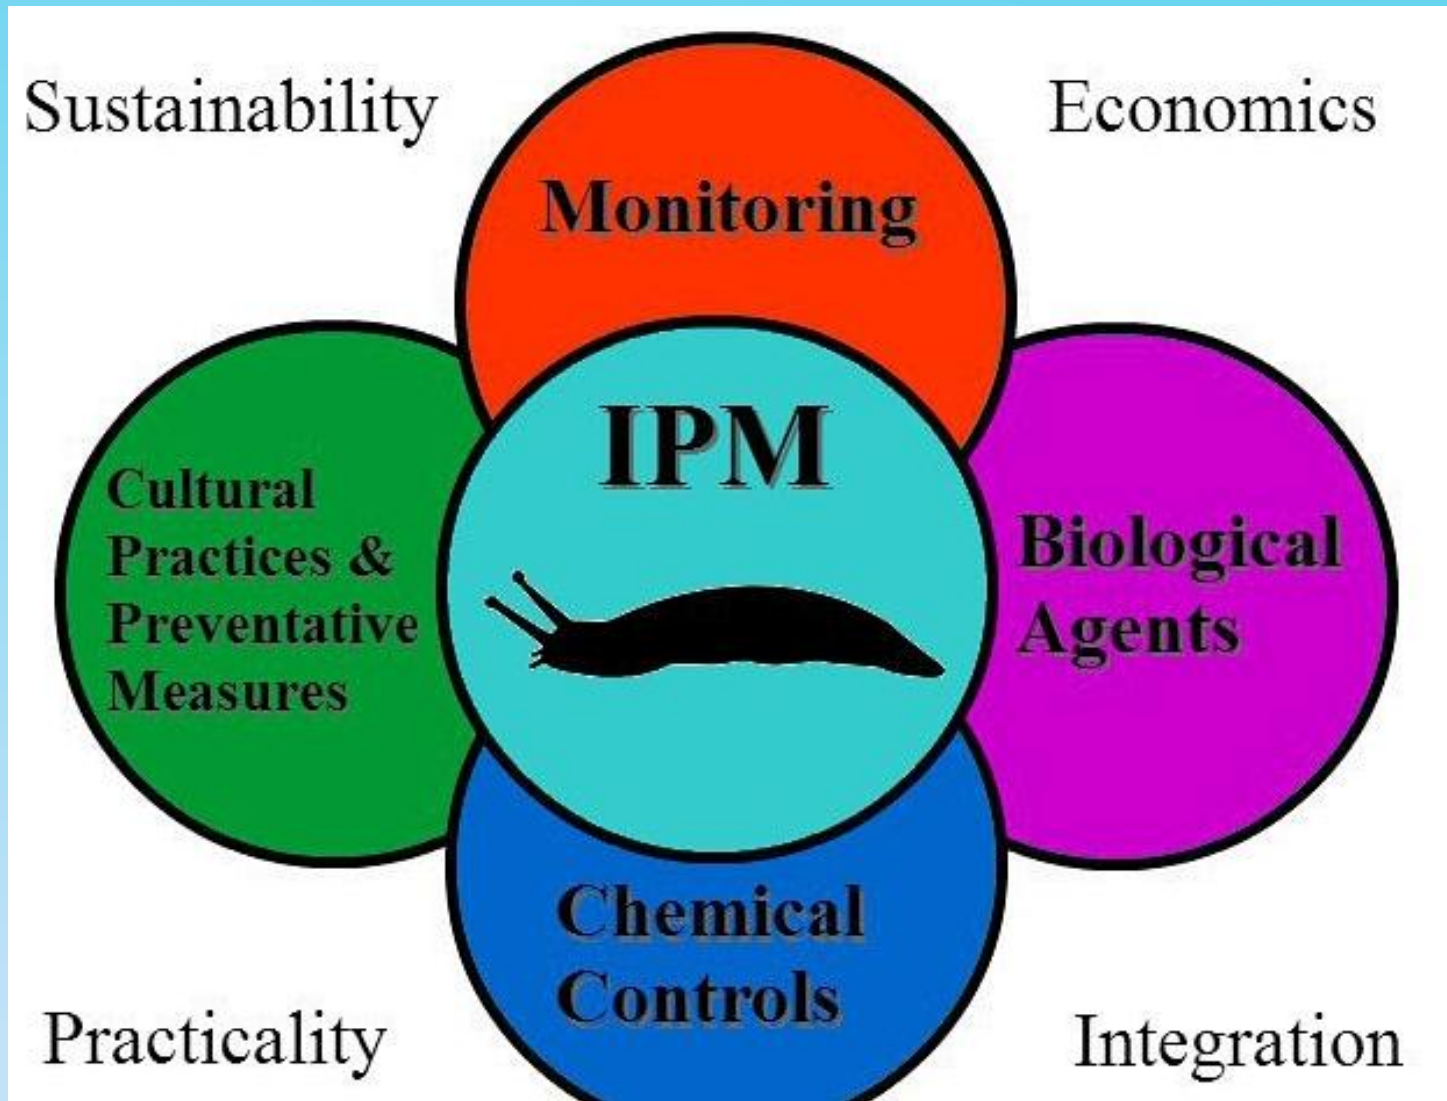 Sustainability
Economics
Monitoring
IPM
Cultural
Practices &
Preventative
Measures
Biological
Agents
Chemical
Controls
Practicality
Integration